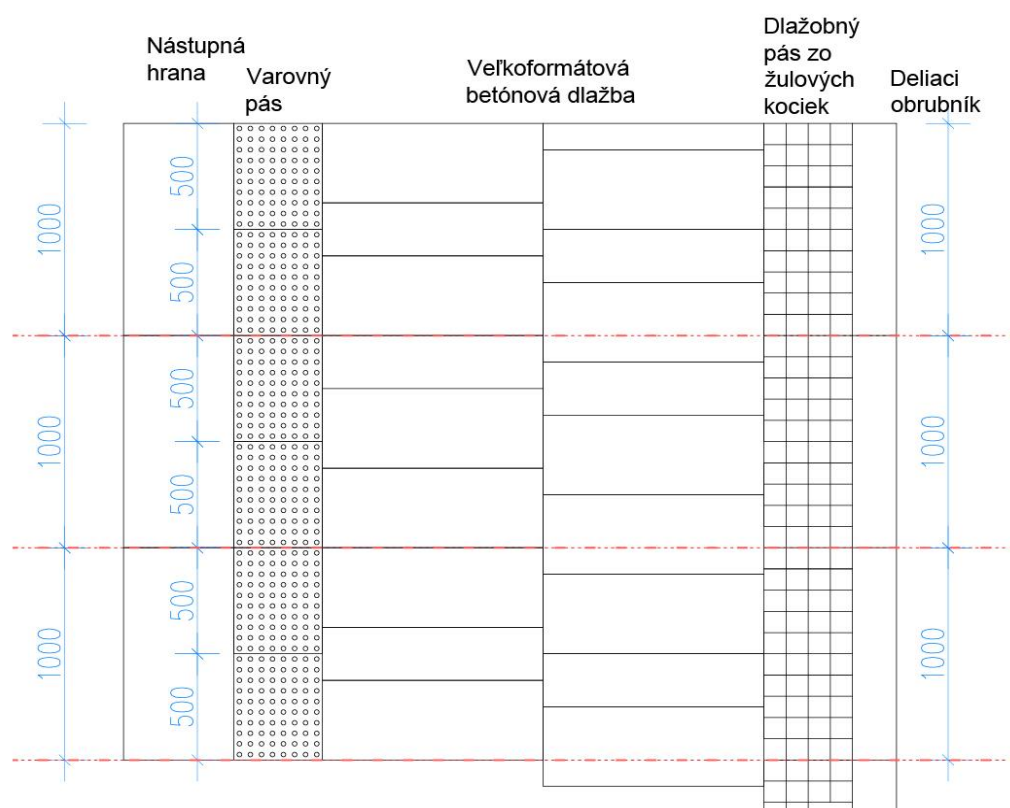 Nástupná
hrana
Varovný
pás
Veľkoformátová
betónová dlažba
Dlažobný
pás zo
žulových
kociek
Deliaci
obrubník
1000
500
500
1000
1000
500
500
1000
1000
500
500
1000